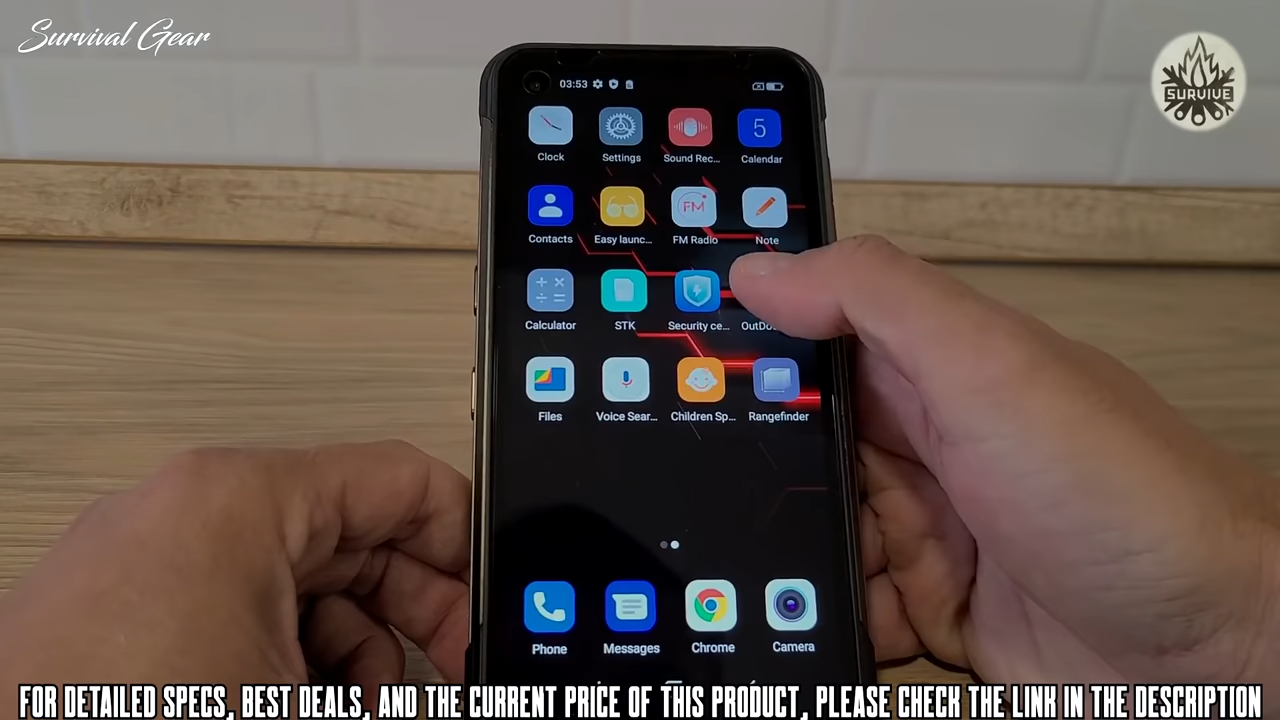 Survival Gear
SURVIVE
03:53
Clock Settings Sound Rec... Calendar
5
Contacts Easy launc... FM Radio Note
FM
Calculator STK Security ce...
Files Voice Sear... Children Sp... Rangefinder
Phone Messages Chrome Camera
FOR DETAILED SPECS, BEST DEALS, AND THE CURRENT PRICE OF THIS PRODUCT, PLEASE CHECK THE LINK IN THE DESCRIPTION